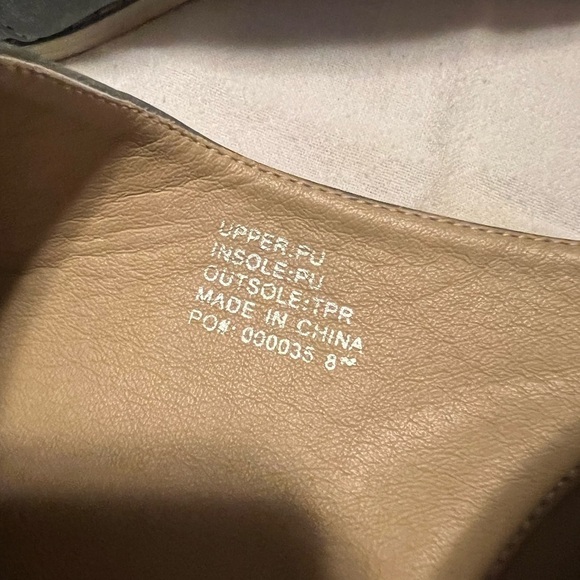 UPPER:PU
INSOLE:PU
OUTSOLE:TPR
MADE IN CHINA
PO#: 000035 8